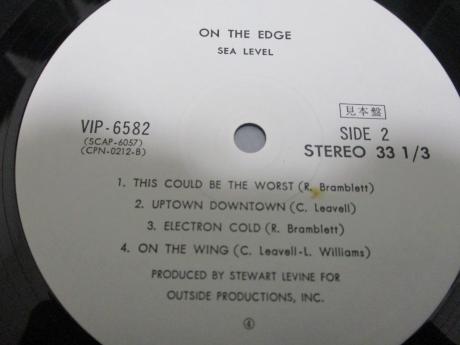 ON THE EDGE
SEA LEVEL
見本盤
VIP-6582
SIDE 2
(SCAP-6057)
STEREO 33 1/3
(CPN-0212-B)
1. THIS COULD BE THE WORST (R. Bramblett)
2. UPTOWN DOWNTOWN (C. Leavell)
3. ELECTRON COLD (R. Bramblett)
4. ON THE WING (C. Leavell-L. Williams)
PRODUCED BY STEWART LEVINE FOR
OUTSIDE PRODUCTIONS, INC.
④